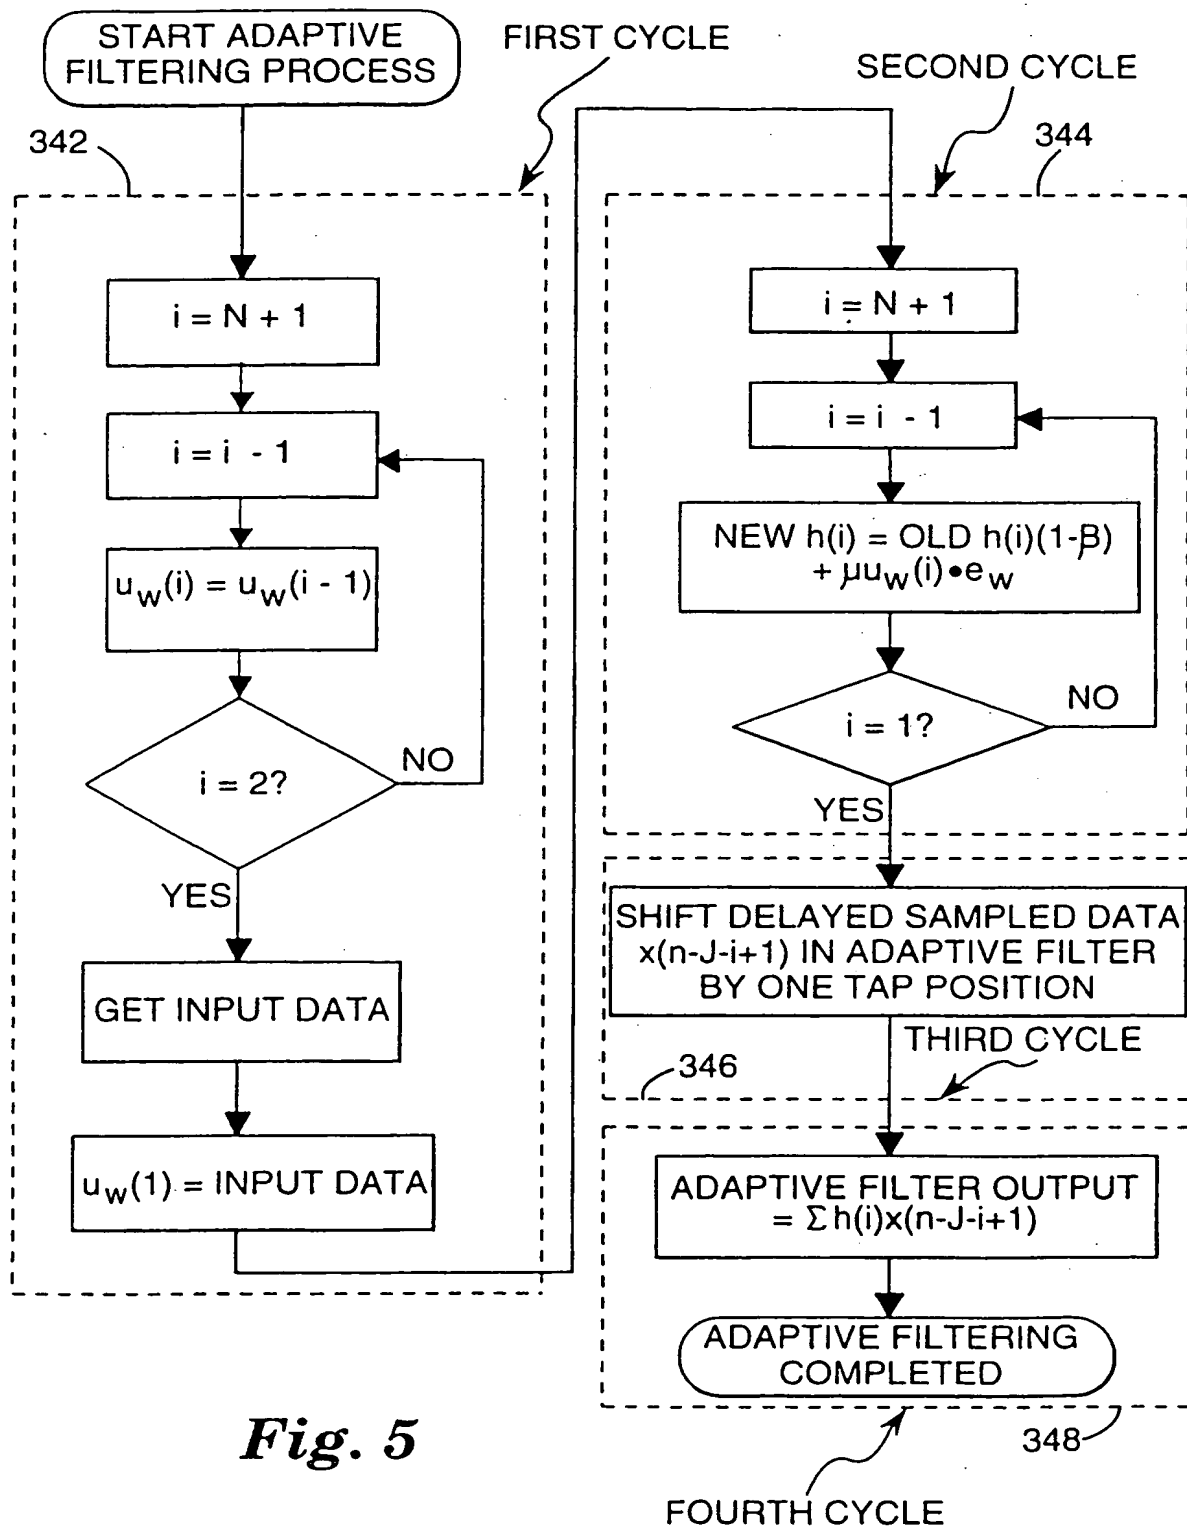 START ADAPTIVE
FILTERING PROCESS
FIRST CYCLE
342
i = N + 1
i = i - 1
u_w(i) = u_w(i - 1)
i = 2?
NO
YES
GET INPUT DATA
u_w(1) = INPUT DATA
SECOND CYCLE
344
i = N + 1
i = i - 1
NEW h(i) = OLD h(i)(1-β)
+ μu_w(i)•e_w
i = 1?
NO
YES
SHIFT DELAYED SAMPLED DATA
x(n-J-i+1) IN ADAPTIVE FILTER
BY ONE TAP POSITION
THIRD CYCLE
346
ADAPTIVE FILTER OUTPUT
= Σh(i)x(n-J-i+1)
ADAPTIVE FILTERING
COMPLETED
348
FOURTH CYCLE
Fig. 5